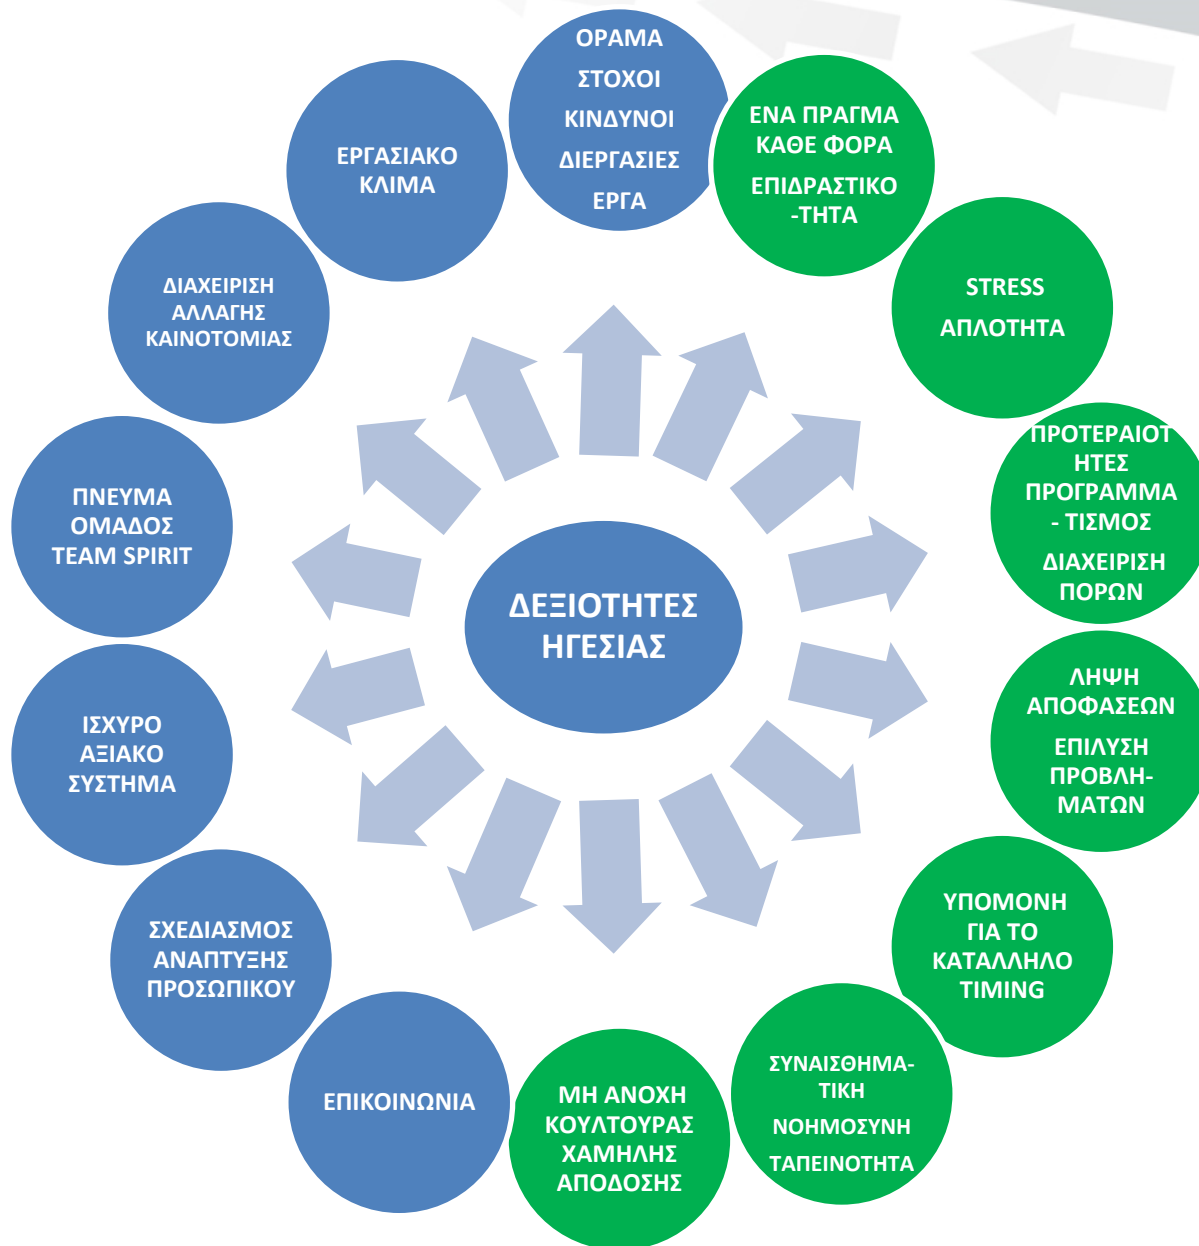 ΟΡΑΜΑ
ΣΤΟΧΟΙ
ΚΙΝΔΥΝΟΙ
ΔΙΕΡΓΑΣΙΕΣ
ΕΡΓΑ
ΕΝΑ ΠΡΑΓΜΑ
ΚΑΘΕ ΦΟΡΑ
ΕΠΙΔΡΑΣΤΙΚΟ
-ΤΗΤΑ
STRESS
ΑΠΛΟΤΗΤΑ
ΠΡΟΤΕΡΑΙΟΤ
ΗΤΕΣ
ΠΡΟΓΡΑΜΜΑ
- ΤΙΣΜΟΣ
ΔΙΑΧΕΙΡΙΣΗ
ΠΟΡΩΝ
ΛΗΨΗ
ΑΠΟΦΑΣΕΩΝ
ΕΠΙΛΥΣΗ
ΠΡΟΒΛΗ-
ΜΑΤΩΝ
ΥΠΟΜΟΝΗ
ΓΙΑ ΤΟ
ΚΑΤΑΛΛΗΛΟ
TIMING
ΣΥΝΑΙΣΘΗΜΑ-
ΤΙΚΗ
ΝΟΗΜΟΣΥΝΗ
ΤΑΠΕΙΝΟΤΗΤΑ
ΜΗ ΑΝΟΧΗ
ΚΟΥΛΤΟΥΡΑΣ
ΧΑΜΗΛΗΣ
ΑΠΟΔΟΣΗΣ
ΕΠΙΚΟΙΝΩΝΙΑ
ΣΧΕΔΙΑΣΜΟΣ
ΑΝΑΠΤΥΞΗΣ
ΠΡΟΣΩΠΙΚΟΥ
ΙΣΧΥΡΟ
ΑΞΙΑΚΟ
ΣΥΣΤΗΜΑ
ΠΝΕΥΜΑ
ΟΜΑΔΟΣ
TEAM SPIRIT
ΔΙΑΧΕΙΡΙΣΗ
ΑΛΛΑΓΗΣ
ΚΑΙΝΟΤΟΜΙΑΣ
ΕΡΓΑΣΙΑΚΟ
ΚΛΙΜΑ
ΔΕΞΙΟΤΗΤΕΣ
ΗΓΕΣΙΑΣ